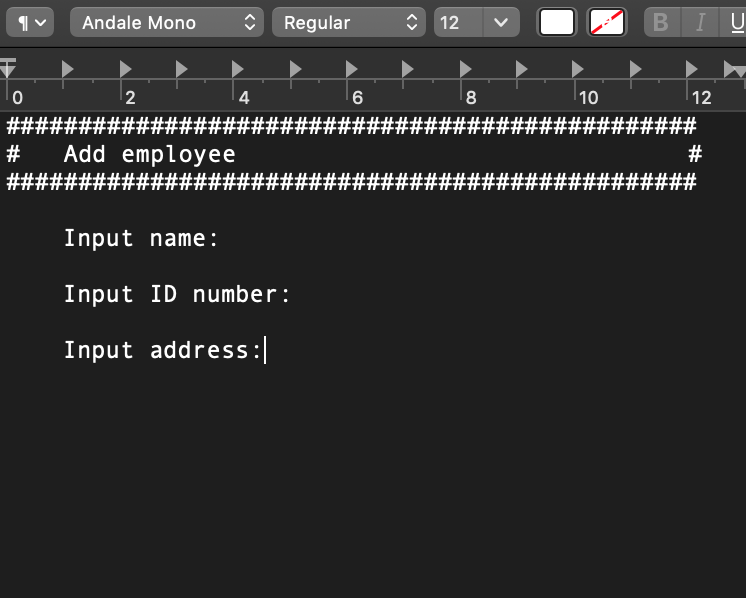 ¶ Andale Mono Regular 12 B I U
0 2 4 6 8 10 12
################################################
#   Add employee                               #
################################################
Input name:
Input ID number:
Input address: